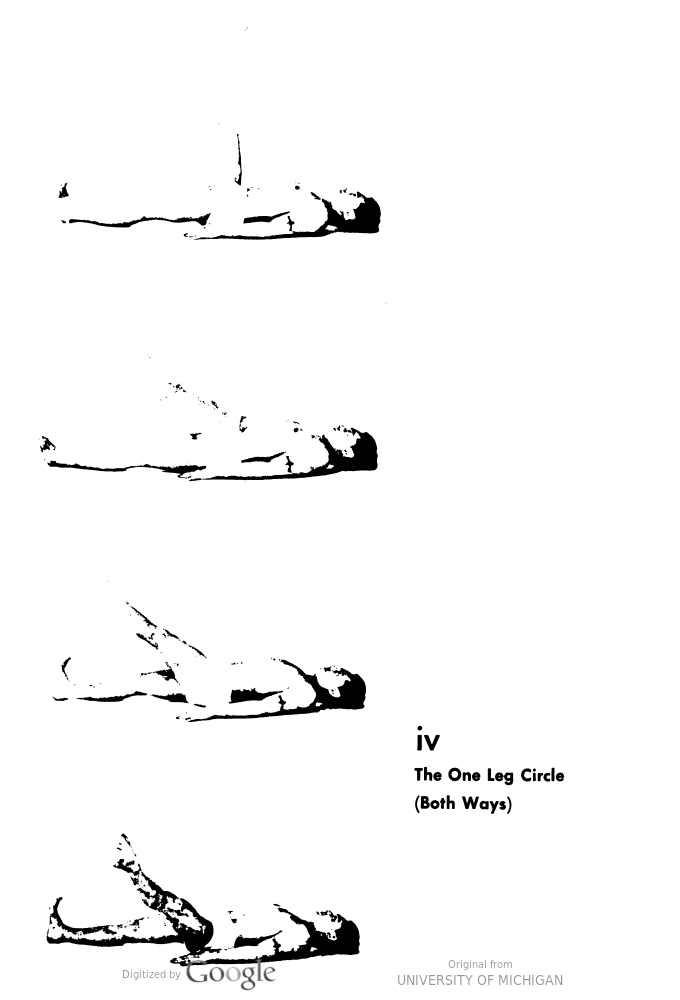 iv
The One Leg Circle
(Both Ways)
Digitized by Google
Original from
UNIVERSITY OF MICHIGAN